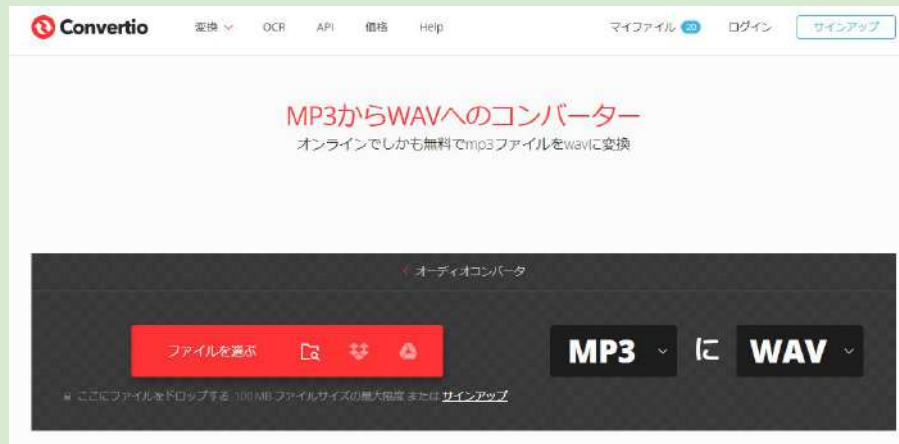 Convertio 変換 OCR API 価格 Help マイファイル 20 ログイン サインアップ
MP3からWAVへのコンバーター
オンラインでしかも無料でmp3ファイルをwavに変換
オーディオコンバータ
ファイルを選ぶ MP3 に WAV
ここにファイルをドロップする. 100 MB ファイルサイズの最大限度 または サインアップ